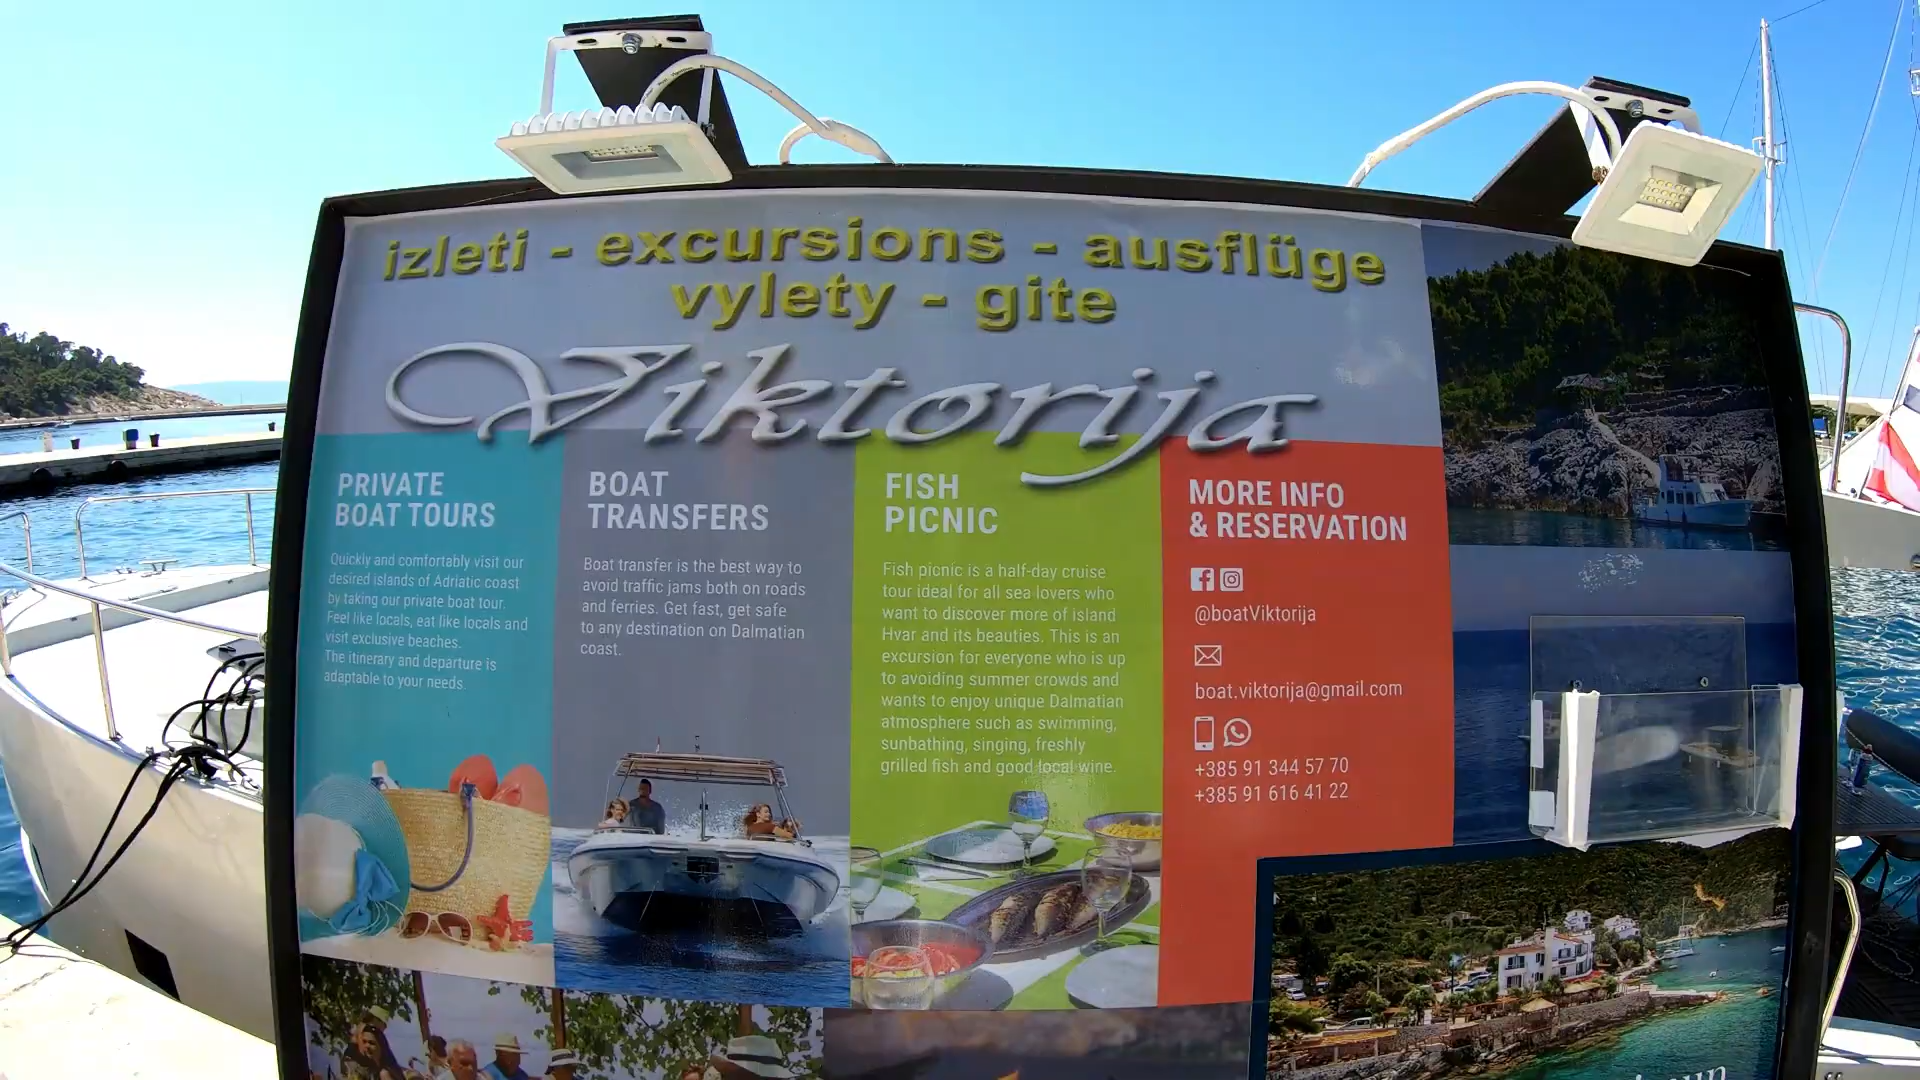 izleti - excursions - ausflüge
vylety - gite
Viktorija
PRIVATE
BOAT TOURS
Quickly and comfortably visit our
desired islands of Adriatic coast
by taking our private boat tour.
Feel like locals, eat like locals and
visit exclusive beaches.
The itinerary and departure is
adaptable to your needs.
BOAT
TRANSFERS
Boat transfer is the best way to
avoid traffic jams both on roads
and ferries. Get fast, get safe
to any destination on Dalmatian
coast.
FISH
PICNIC
Fish picnic is a half-day cruise
tour ideal for all sea lovers who
want to discover more of island
Hvar and its beauties. This is an
excursion for everyone who is up
to avoiding summer crowds and
wants to enjoy unique Dalmatian
atmosphere such as swimming,
sunbathing, singing, freshly
grilled fish and good local wine.
MORE INFO
& RESERVATION
@boatViktorija
boat.viktorija@gmail.com
+385 91 344 57 70
+385 91 616 41 22